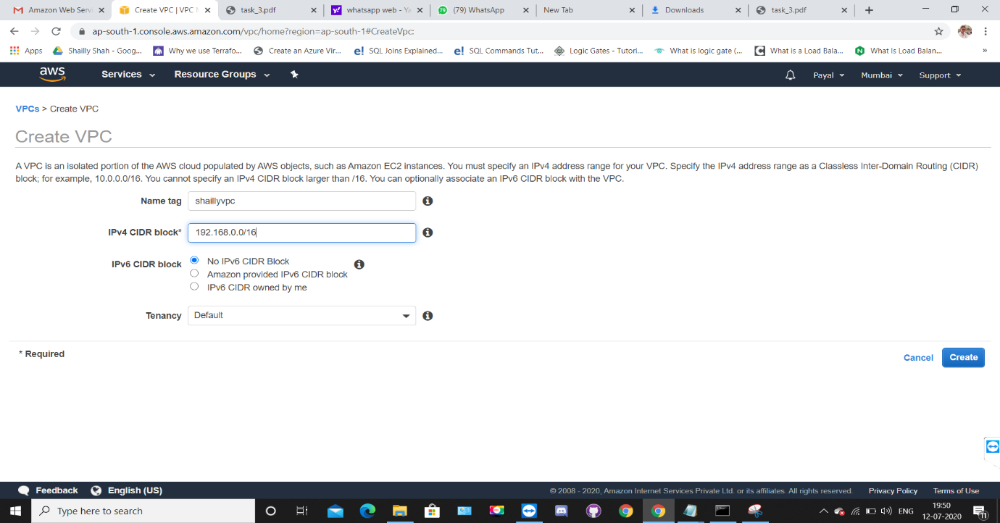 Amazon Web Servi
Create VPC | VPC M
task_3.pdf
whatsapp web - Ya
(79) WhatsApp
New Tab
Downloads
task_3.pdf
ap-south-1.console.aws.amazon.com/vpc/home?region=ap-south-1#CreateVpc:
Apps
Shailly Shah - Goog...
Why we use Terrafo...
Create an Azure Vir...
SQL Joins Explained...
SQL Commands Tut...
Logic Gates - Tutori...
What is logic gate (...
What is a Load Bala...
What Is Load Balan...
»
aws
Services
Resource Groups
Payal
Mumbai
Support
VPCs > Create VPC
Create VPC
A VPC is an isolated portion of the AWS cloud populated by AWS objects, such as Amazon EC2 instances. You must specify an IPv4 address range for your VPC. Specify the IPv4 address range as a Classless Inter-Domain Routing (CIDR)
block; for example, 10.0.0.0/16. You cannot specify an IPv4 CIDR block larger than /16. You can optionally associate an IPv6 CIDR block with the VPC.
Name tag
shaillyvpc
IPv4 CIDR block*
192.168.0.0/16
IPv6 CIDR block
No IPv6 CIDR Block
Amazon provided IPv6 CIDR block
IPv6 CIDR owned by me
Tenancy
Default
* Required
Cancel
Create
Feedback
English (US)
© 2008 - 2020, Amazon Internet Services Private Ltd. or its affiliates. All rights reserved.
Privacy Policy
Terms of Use
Type here to search
ENG
19:50
12-07-2020
11